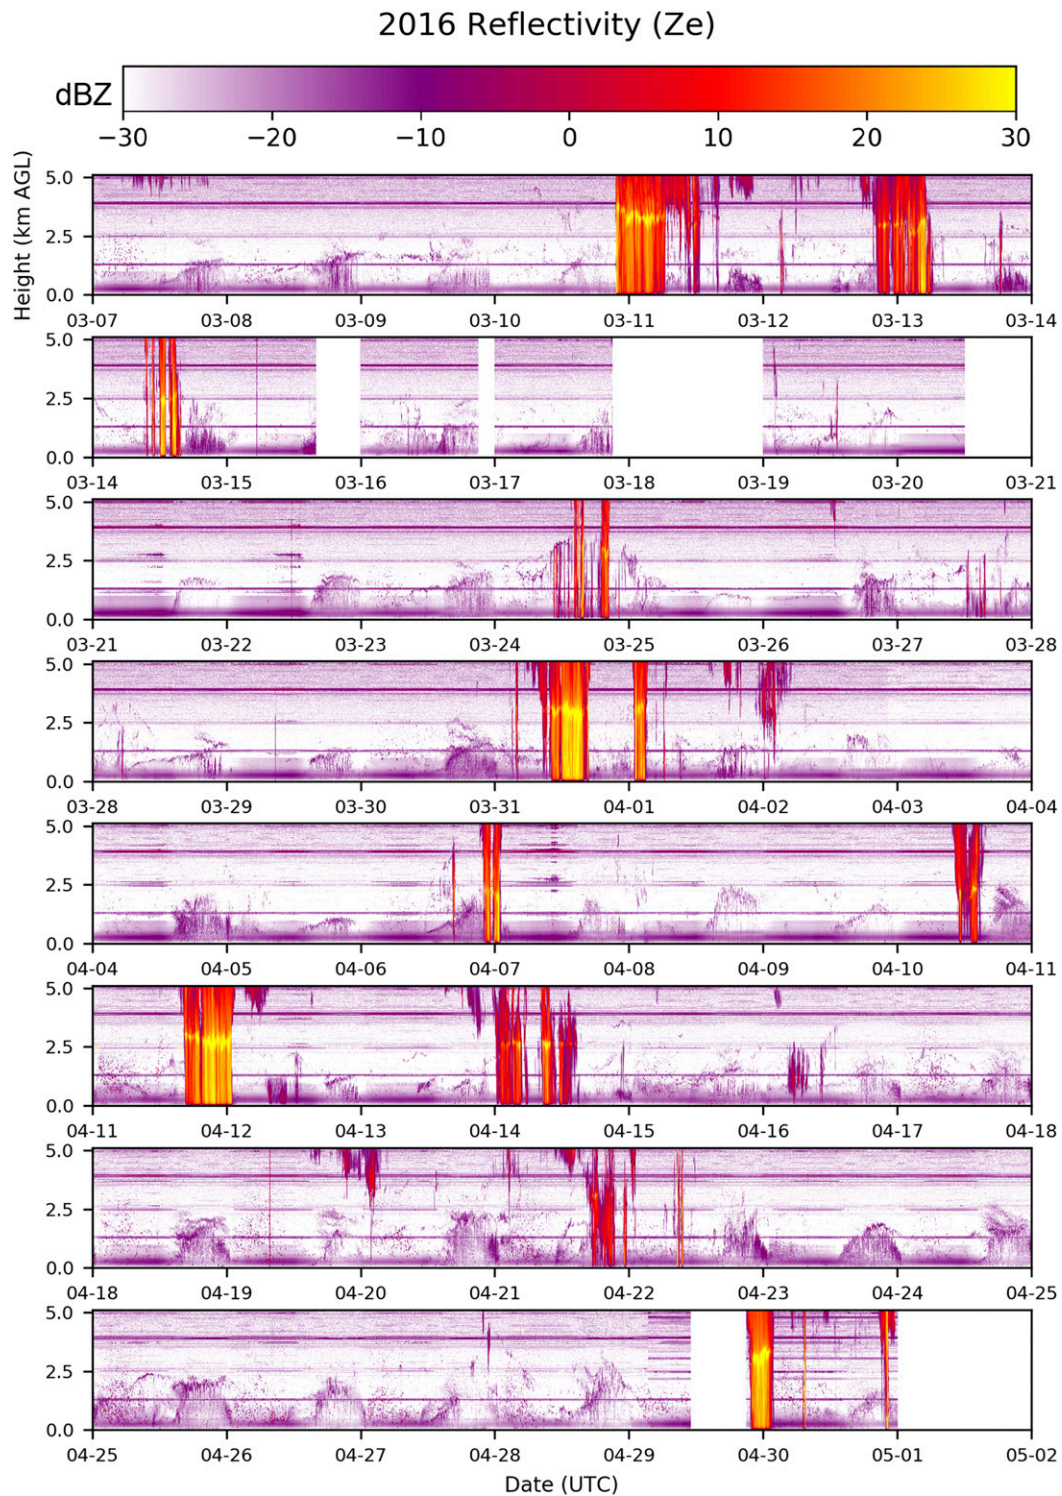 2016 Reflectivity (Ze)
dBZ
−30 −20 −10 0 10 20 30
Height (km AGL)
5.0
2.5
0.0
03-07 03-08 03-09 03-10 03-11 03-12 03-13 03-14
5.0
2.5
0.0
03-14 03-15 03-16 03-17 03-18 03-19 03-20 03-21
5.0
2.5
0.0
03-21 03-22 03-23 03-24 03-25 03-26 03-27 03-28
5.0
2.5
0.0
03-28 03-29 03-30 03-31 04-01 04-02 04-03 04-04
5.0
2.5
0.0
04-04 04-05 04-06 04-07 04-08 04-09 04-10 04-11
5.0
2.5
0.0
04-11 04-12 04-13 04-14 04-15 04-16 04-17 04-18
5.0
2.5
0.0
04-18 04-19 04-20 04-21 04-22 04-23 04-24 04-25
5.0
2.5
0.0
04-25 04-26 04-27 04-28 04-29 04-30 05-01 05-02
Date (UTC)